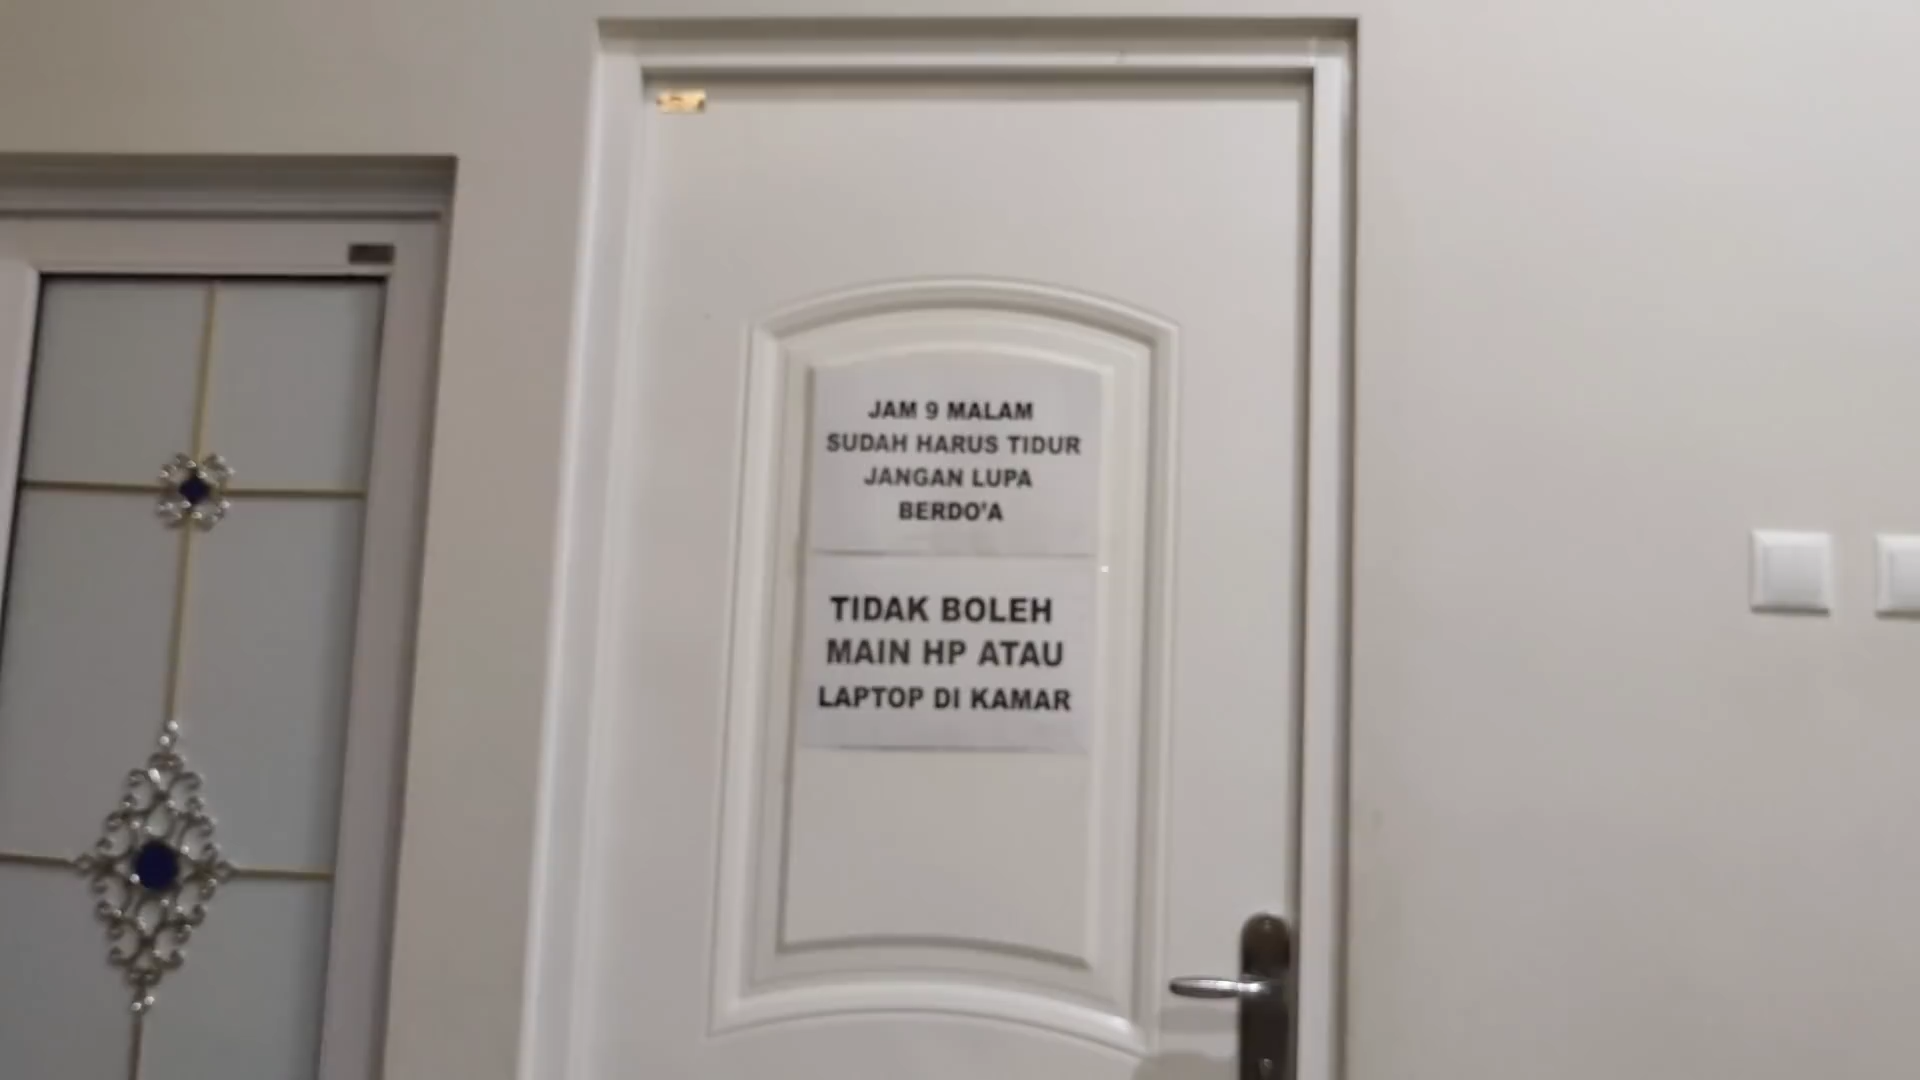 JAM 9 MALAM
SUDAH HARUS TIDUR
JANGAN LUPA
BERDO'A
TIDAK BOLEH
MAIN HP ATAU
LAPTOP DI KAMAR